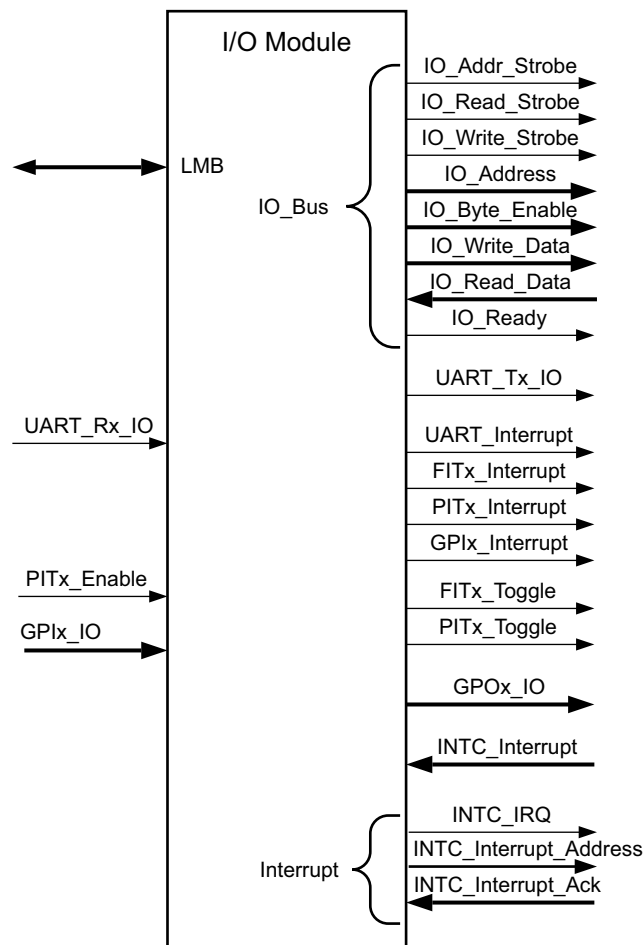 I/O Module
IO_Addr_Strobe
IO_Read_Strobe
IO_Write_Strobe
LMB
IO_Address
IO_Bus
IO_Byte_Enable
IO_Write_Data
IO_Read_Data
IO_Ready
UART_Tx_IO
UART_Rx_IO
UART_Interrupt
FITx_Interrupt
PITx_Interrupt
GPIx_Interrupt
PITx_Enable
FITx_Toggle
GPIx_IO
PITx_Toggle
GPOx_IO
INTC_Interrupt
INTC_IRQ
INTC_Interrupt_Address
Interrupt
INTC_Interrupt_Ack